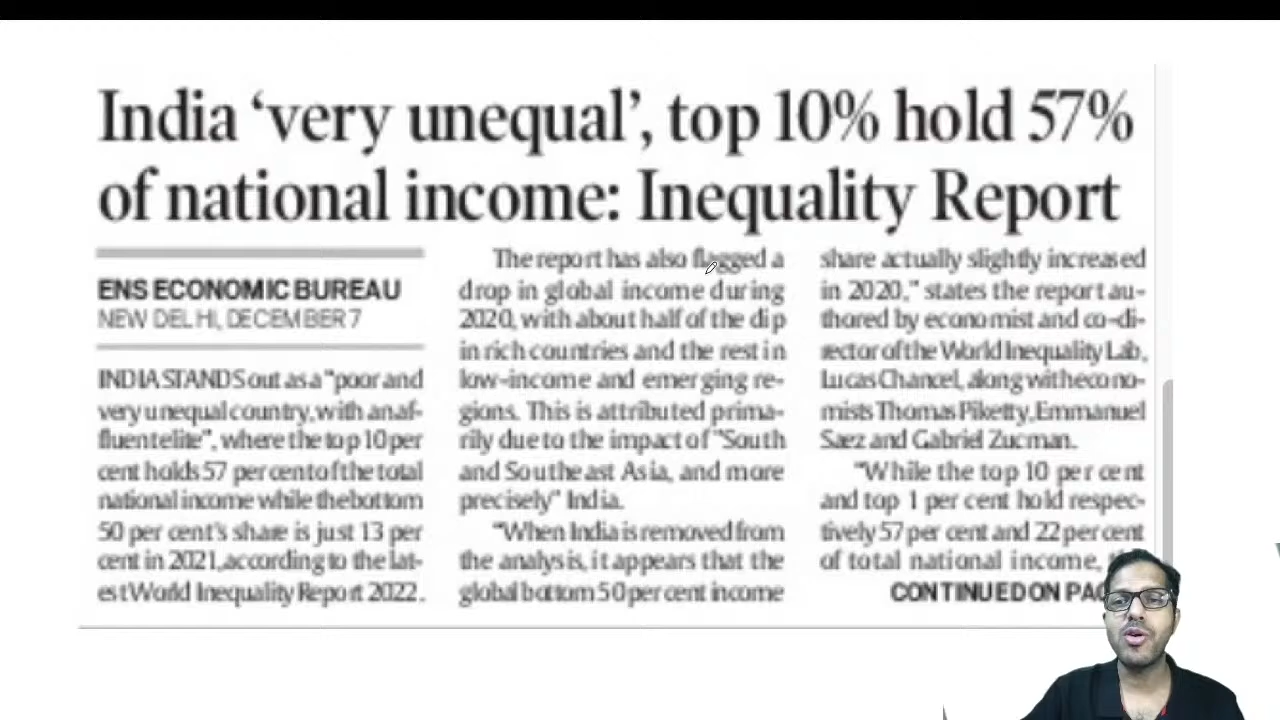 India ‘very unequal’, top 10% hold 57%
of national income: Inequality Report
ENS ECONOMIC BUREAU
NEW DELHI, DECEMBER 7
INDIA STANDS out as a "poor and
very unequal country, with an af-
fluent elite", where the top 10 per
cent holds 57 per cent of the total
national income while the bottom
50 per cent's share is just 13 per
cent in 2021, according to the lat-
est World Inequality Report 2022.
The report has also flagged a
drop in global income during
2020, with about half of the dip
in rich countries and the rest in
low-income and emerging re-
gions. This is attributed prima-
rily due to the impact of "South
and Southeast Asia, and more
precisely" India.
"When India is removed from
the analysis, it appears that the
global bottom 50 per cent income
share actually slightly increased
in 2020," states the report au-
thored by economist and co-di-
rector of the World Inequality Lab,
Lucas Chancel, along with econo-
mists Thomas Piketty, Emmanuel
Saez and Gabriel Zucman.
"While the top 10 per cent
and top 1 per cent hold respec-
tively 57 per cent and 22 per cent
of total national income,
CONTINUED ON